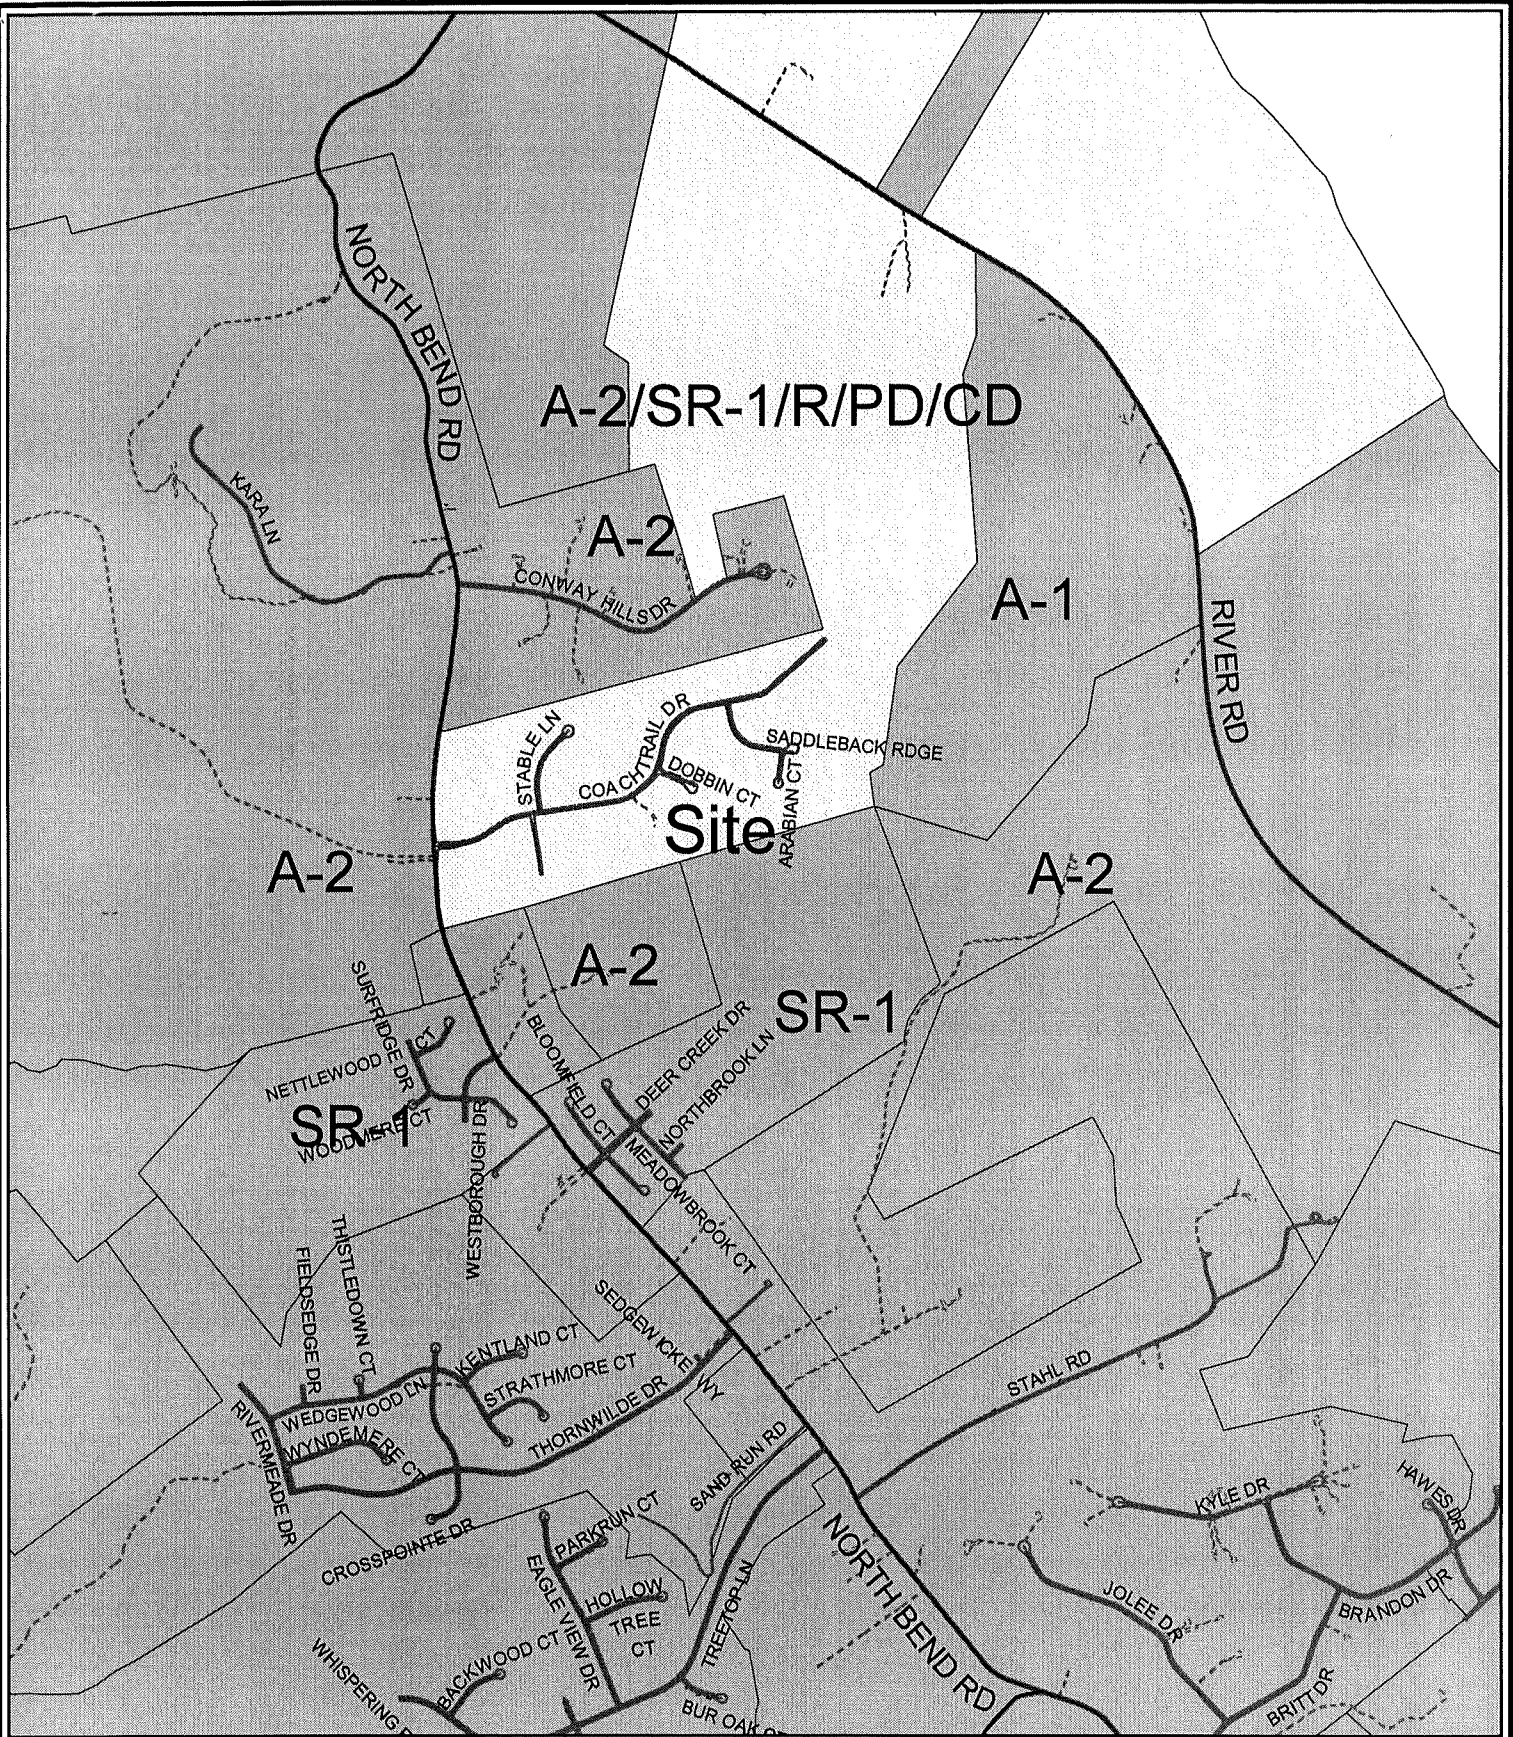 NORTH BEND RD
A-2/SR-1/R/PD/CD
KARA LN
A-2
CONWAY HILLS DR
A-1
RIVER RD
STABLE LN
COACHTRAIL DR
SADDLEBACK RDGE
DOBBIN CT
ARABIAN CT
Site
A-2
A-2
A-2
SR-1
SURFRIDGE DR
NETTLEWOOD CT
BLOOMFIELD CT
DEER CREEK DR
NORTHBROOK LN
SR-1
WOODMERE CT
WESTBOROUGH DR
MEADOWBROOK CT
THISTLEDOWN CT
FIELDSEDGE DR
SEDGEWICKE WY
KENTLAND CT
STRATHMORE CT
WEDGEWOOD LN
THORNWILDE DR
WYNDEMERE CT
RIVERMEADE DR
STAHL RD
SAND RUN RD
CROSSPOINTE DR
PARKRUN CT
EAGLE VIEW DR
HOLLOW
TREE
CT
TREETOP LN
NORTH BEND RD
KYLE DR
HAWES DR
JOLEE DR
BRANDON DR
BRITT DR
BACKWOOD CT
WHISPERING
BUR OAK